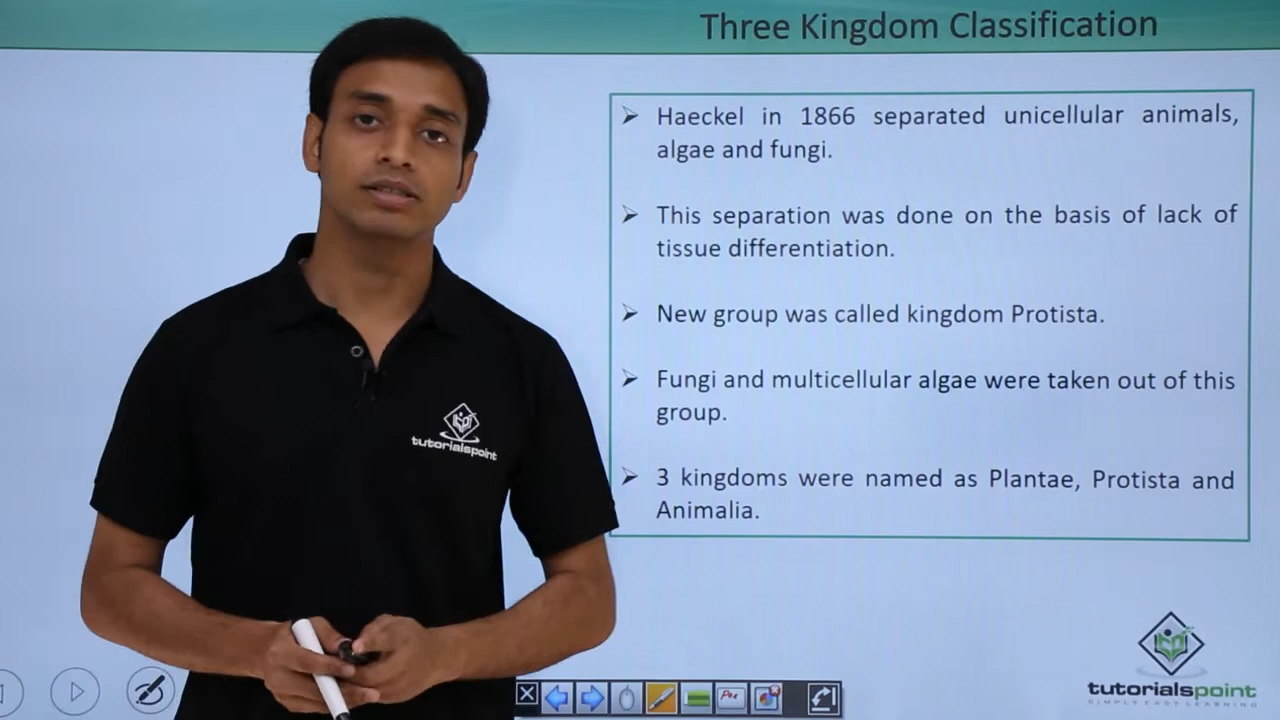 Three Kingdom Classification
Haeckel in 1866 separated unicellular animals,
algae and fungi.
This separation was done on the basis of lack of
tissue differentiation.
New group was called kingdom Protista.
Fungi and multicellular algae were taken out of this
group.
3 kingdoms were named as Plantae, Protista and
Animalia.
tutorialspoint
tutorialspoint
SIMPLY EASY LEARNING